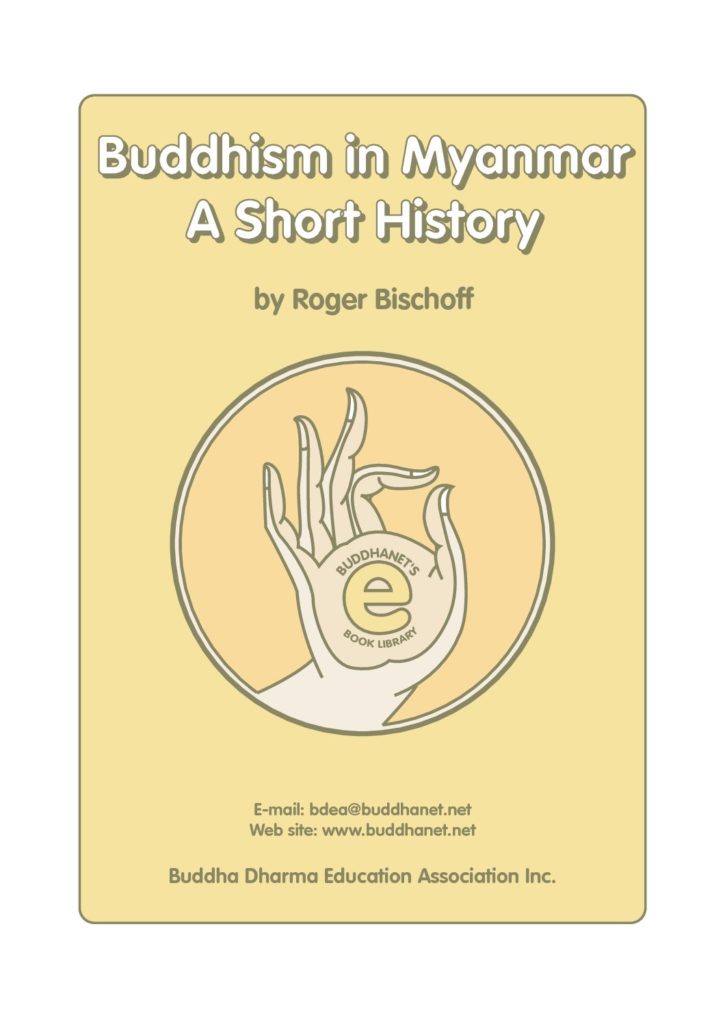 Buddhism in Myanmar
A Short History
by Roger Bischoff
BUDDHANET'S
e
BOOK LIBRARY
E-mail: bdea@buddhanet.net
Web site: www.buddhanet.net
Buddha Dharma Education Association Inc.